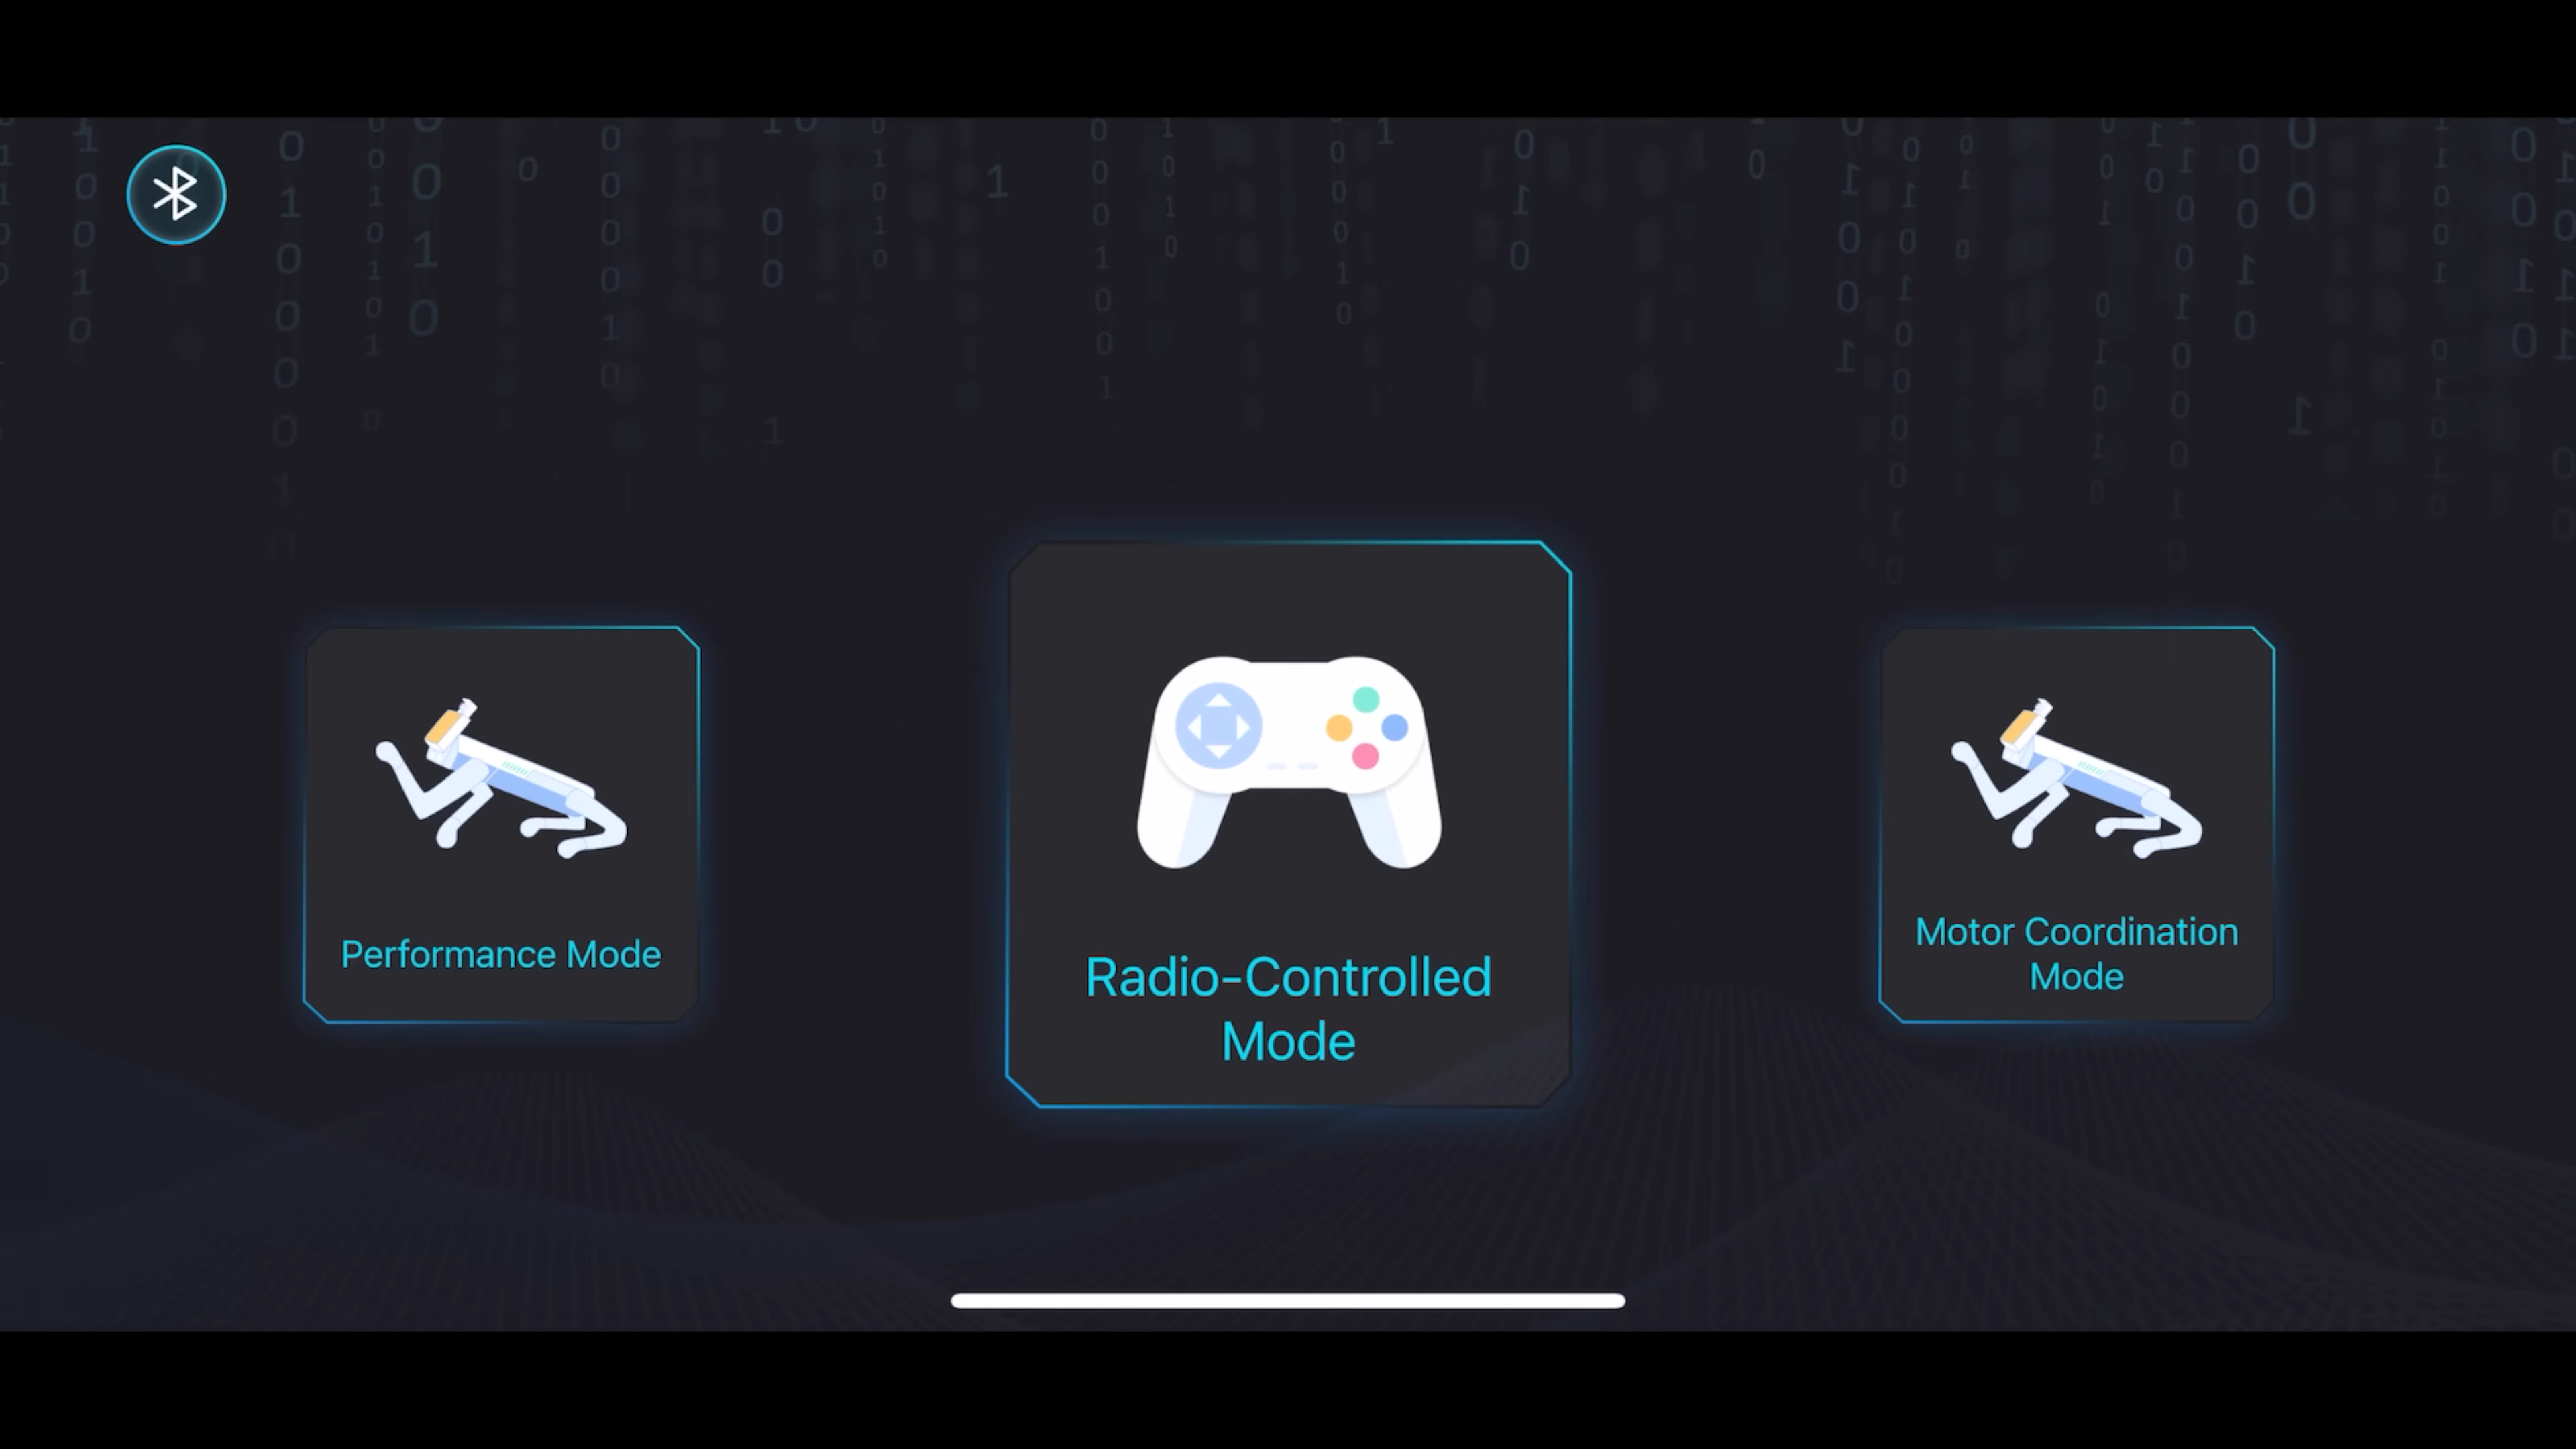 Performance Mode
Radio-Controlled
Mode
Motor Coordination
Mode